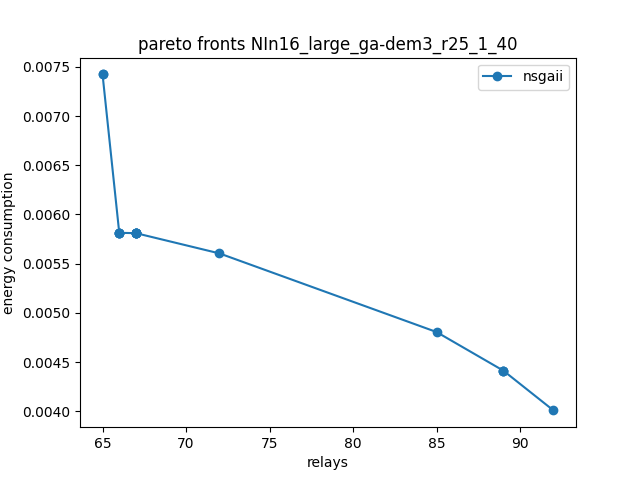 pareto fronts NIn16_large_ga-dem3_r25_1_40
nsgaii
energy consumption
0.0075
0.0070
0.0065
0.0060
0.0055
0.0050
0.0045
0.0040
65 70 75 80 85 90
relays